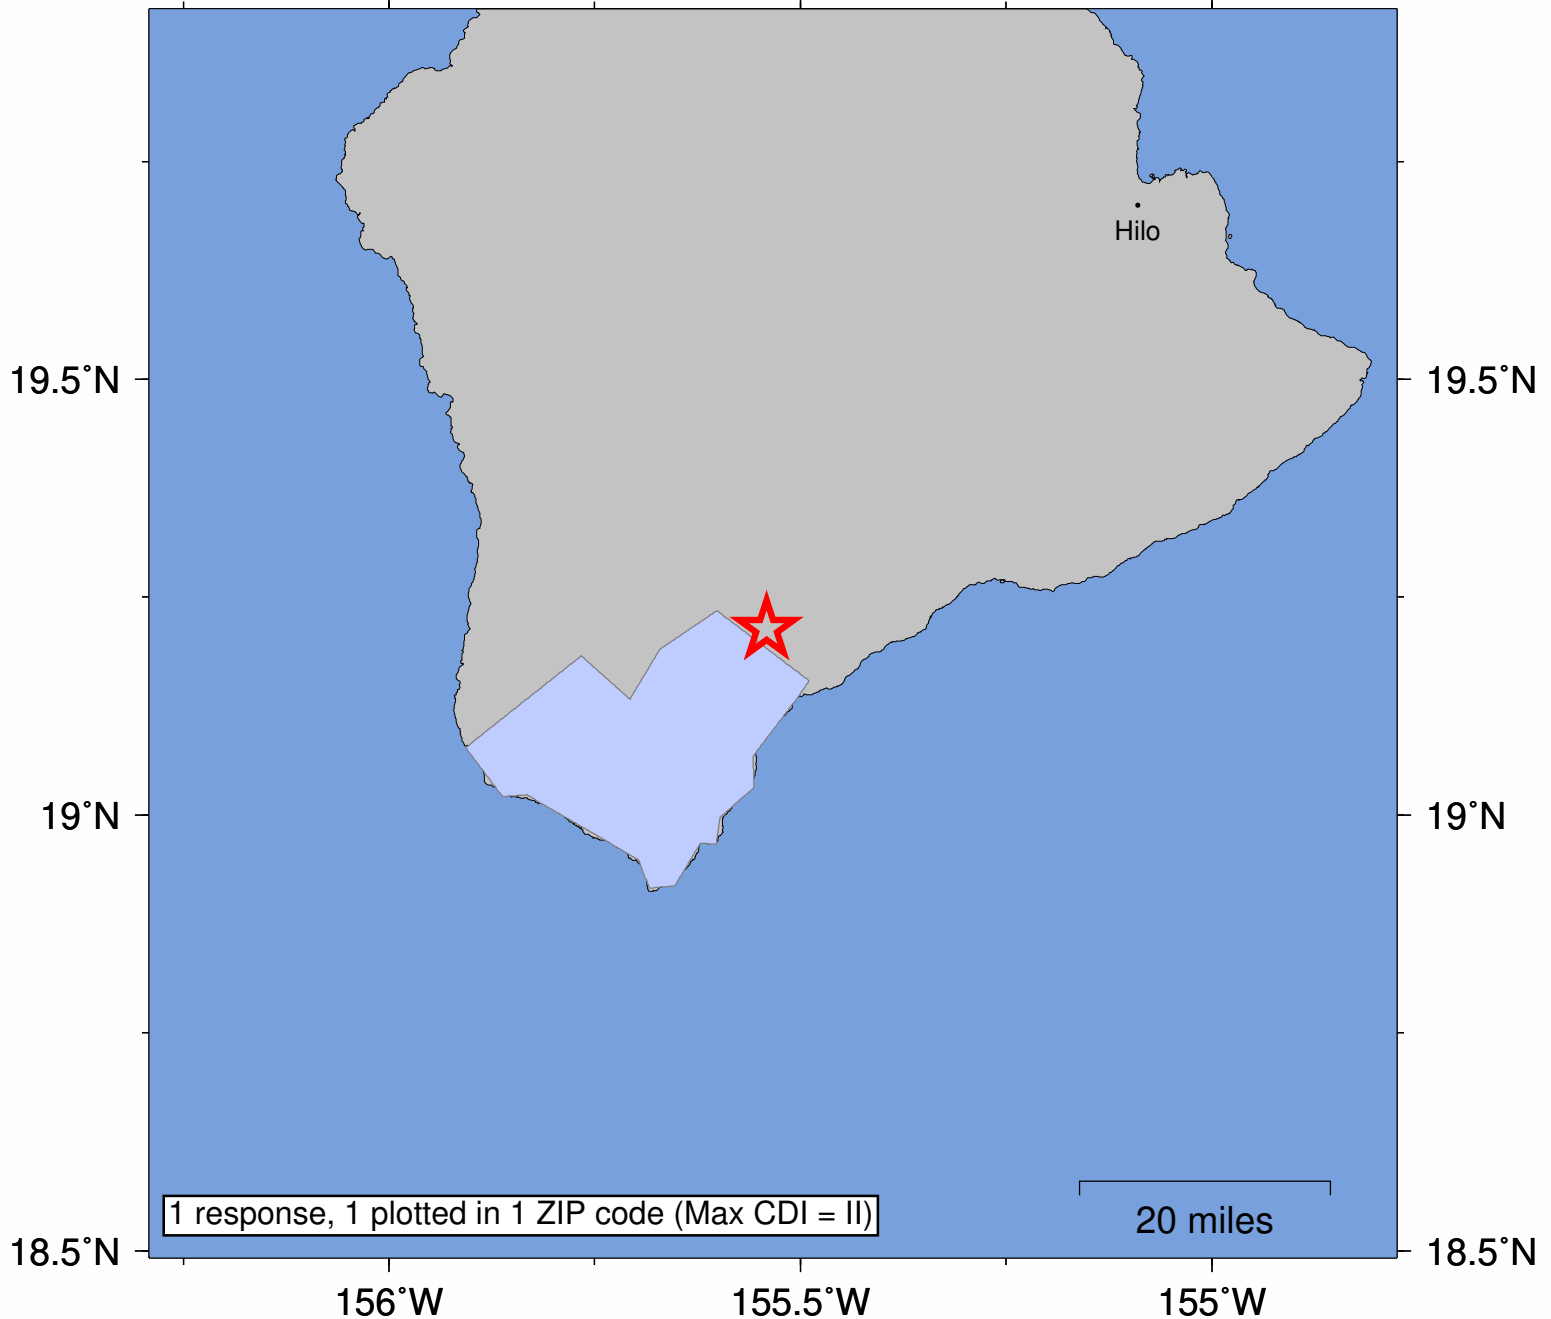 Hilo
19.5˚N
19.5˚N
19˚N
19˚N
1 response, 1 plotted in 1 ZIP code (Max CDI = II)
20 miles
18.5˚N
18.5˚N
156˚W
155.5˚W
155˚W